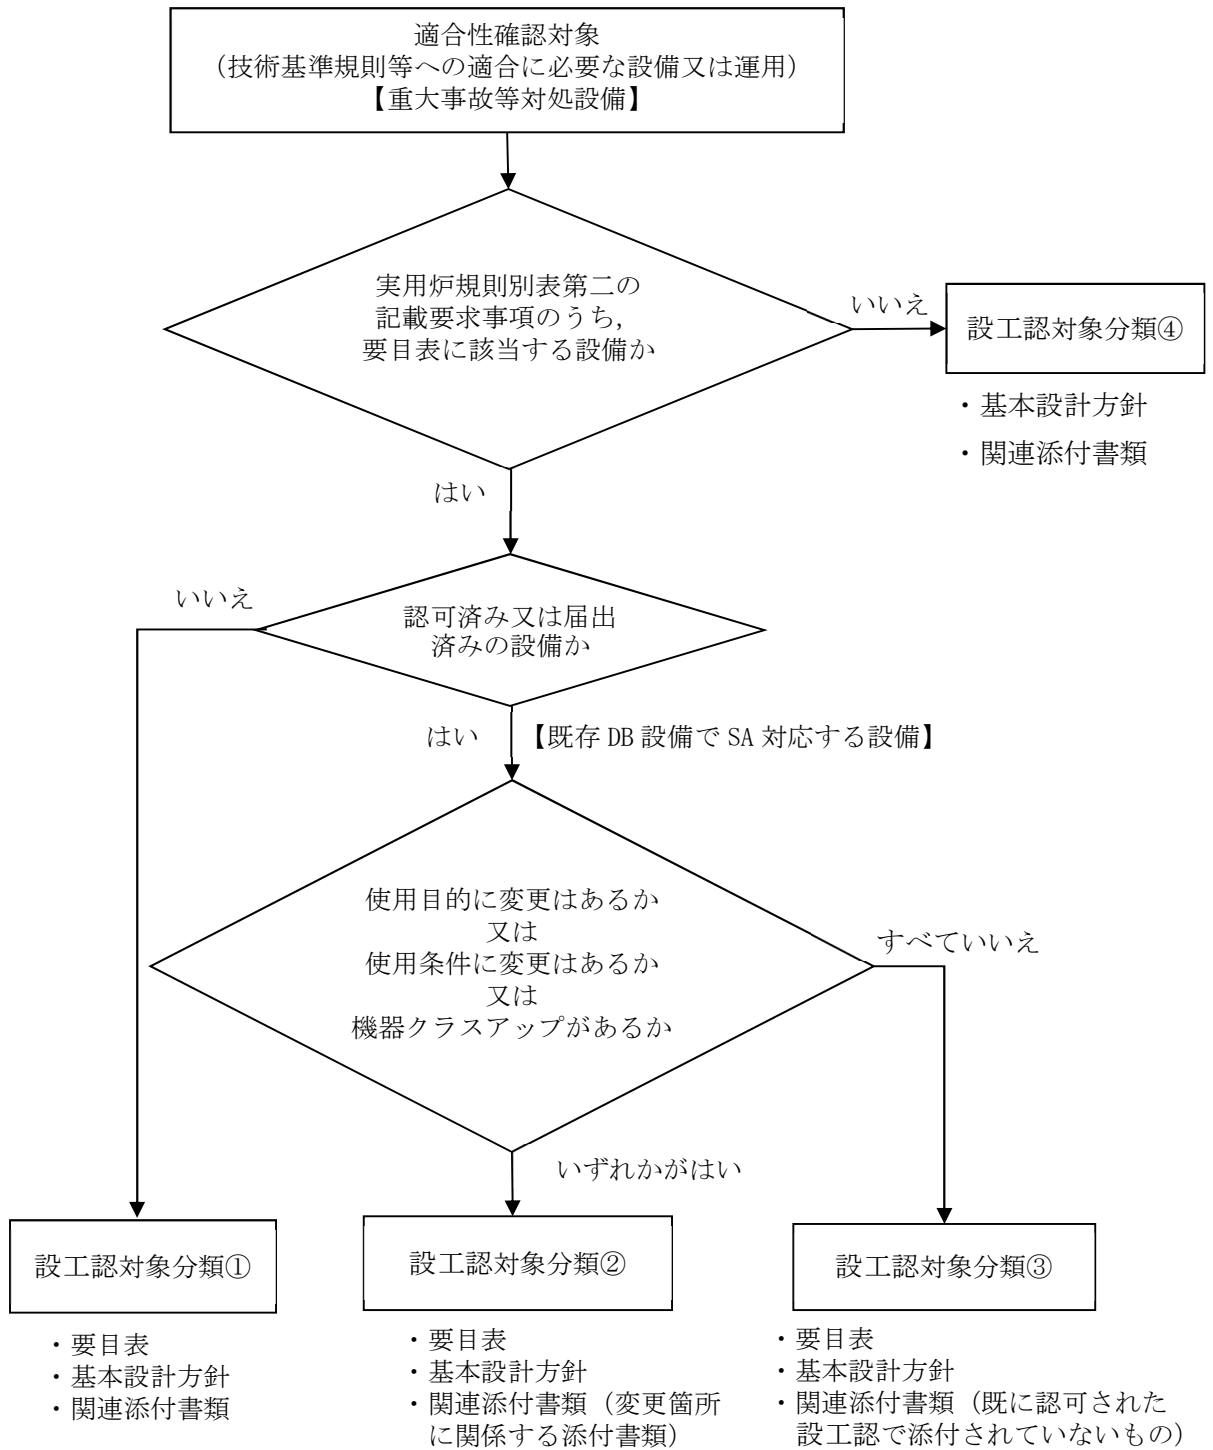 適合性確認対象
（技術基準規則等への適合に必要な設備又は運用）
【重大事故等対処設備】
実用炉規則別表第二の
記載要求事項のうち，
要目表に該当する設備か
いいえ
設工認対象分類④
・基本設計方針
・関連添付書類
はい
いいえ
認可済み又は届出
済みの設備か
はい
【既存 DB 設備で SA 対応する設備】
使用目的に変更はあるか
又は
使用条件に変更はあるか
又は
機器クラスアップがあるか
すべていいえ
いずれかがはい
設工認対象分類①
・要目表
・基本設計方針
・関連添付書類
設工認対象分類②
・要目表
・基本設計方針
・関連添付書類（変更箇所
に関係する添付書類）
設工認対象分類③
・要目表
・基本設計方針
・関連添付書類（既に認可された
設工認で添付されていないもの）